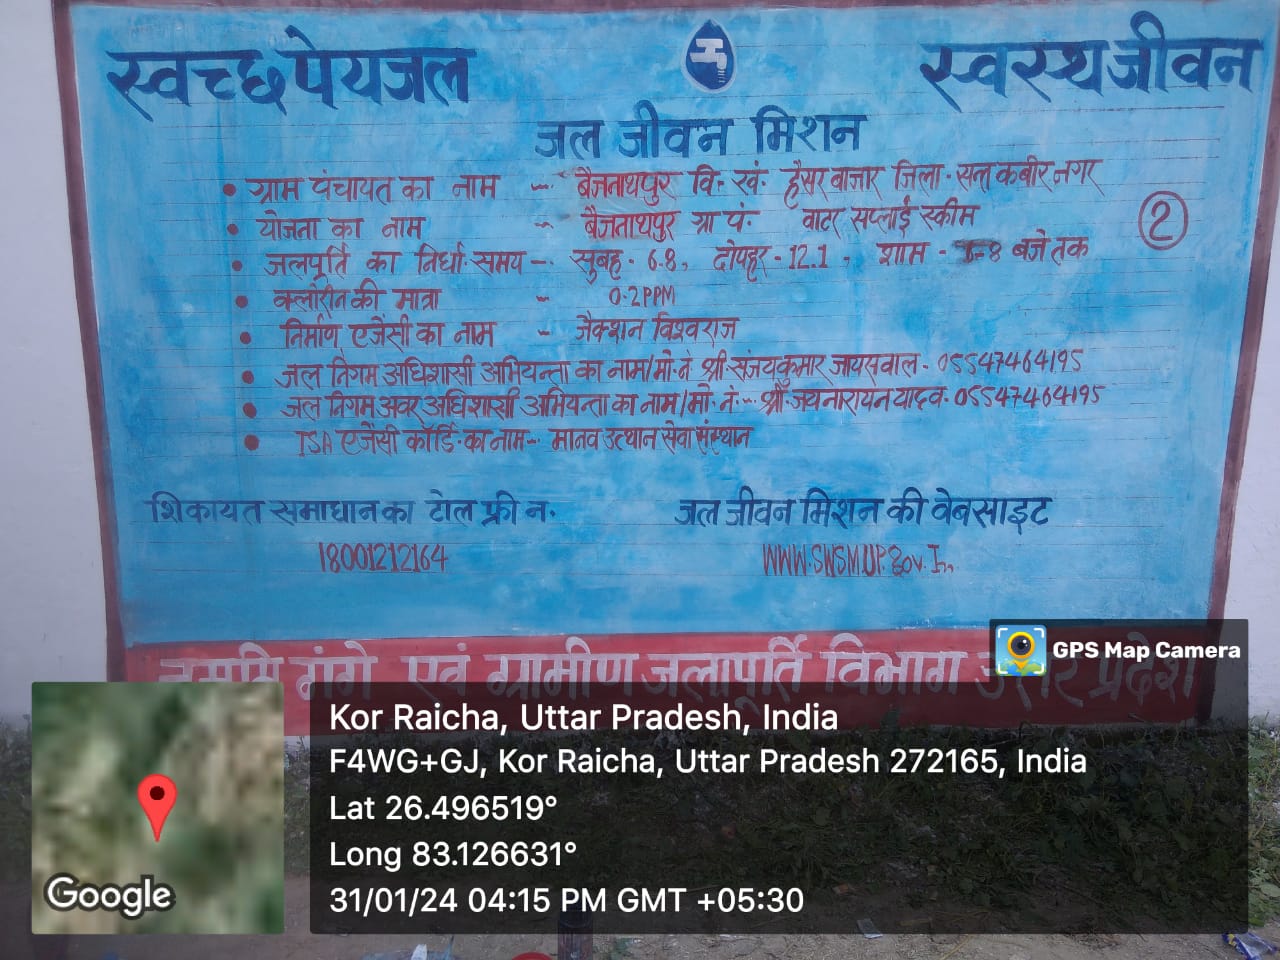 स्वच्छ पेयजल
स्वस्थ जीवन
जल जीवन मिशन
• ग्राम पंचायत का नाम - बैजनाथपुर वि. खं. हैंसर बाजार जिला - सन्त कबीर नगर
• योजना का नाम - बैजनाथपुर ग्रा पं. वाटर सप्लाई स्कीम
2
• जलपूर्ति का निर्धा. समय - सुबह - 6-8, दोपहर - 12.1, शाम - 6-8 बजे तक
• क्लोरीन की मात्रा - 0.2PPM
• निर्माण एजेंसी का नाम - जैक्शन विश्वराज
• जल निगम अधिशासी अभियन्ता का नाम/मो. नं श्री संजय कुमार जायसवाल - 05547464195
• जल निगम अवर अधिशासी अभियन्ता का नाम/मो. नं. - श्री जयनारायन यादव - 05547464195
• ISA एजेंसी कॉर्डि. का नाम - मानव उत्थान सेवा संस्थान
शिकायत समाधान का टोल फ्री न.
जल जीवन मिशन की वेबसाइट
18001212164
WWW.SWSM.UP.Gov.In
नमामि गंगे एवं ग्रामीण जलापूर्ति विभाग उत्तर प्रदेश
GPS Map Camera
Kor Raicha, Uttar Pradesh, India
F4WG+GJ, Kor Raicha, Uttar Pradesh 272165, India
Lat 26.496519°
Long 83.126631°
31/01/24 04:15 PM GMT +05:30
Google